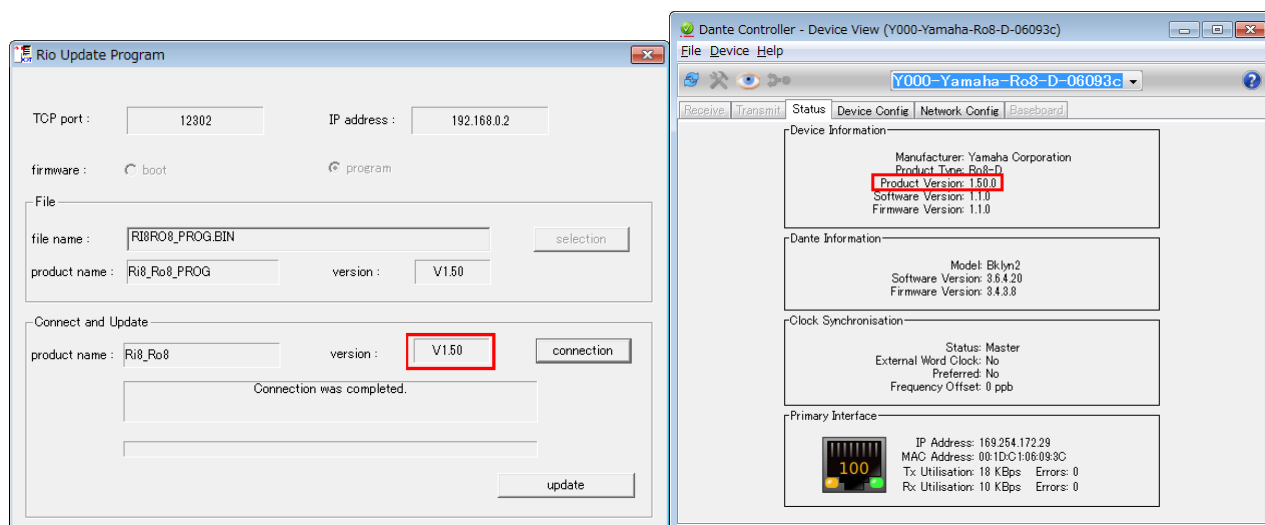 Rio Update Program
TCP port : 12302 IP address : 192.168.0.2
firmware : boot program
File
file name : RI8RO8_PROG.BIN selection
product name : Ri8_Ro8_PROG version : V1.50
Connect and Update
product name : Ri8_Ro8 version : V1.50 connection
Connection was completed.
update
Dante Controller - Device View (Y000-Yamaha-Ro8-D-06093c)
File Device Help
Y000-Yamaha-Ro8-D-06093c
Receive Transmit Status Device Config Network Config Baseboard
Device Information
Manufacturer: Yamaha Corporation
Product Type: Ro8-D
Product Version: 1.50.0
Software Version: 1.1.0
Firmware Version: 1.1.0
Dante Information
Model: Bklyn2
Software Version: 3.6.4.20
Firmware Version: 3.4.3.8
Clock Synchronisation
Status: Master
External Word Clock: No
Preferred: No
Frequency Offset: 0 ppb
Primary Interface
100
IP Address: 169.254.172.29
MAC Address: 00:1D:C1:06:09:3C
Tx Utilisation: 18 KBps Errors: 0
Rx Utilisation: 10 KBps Errors: 0